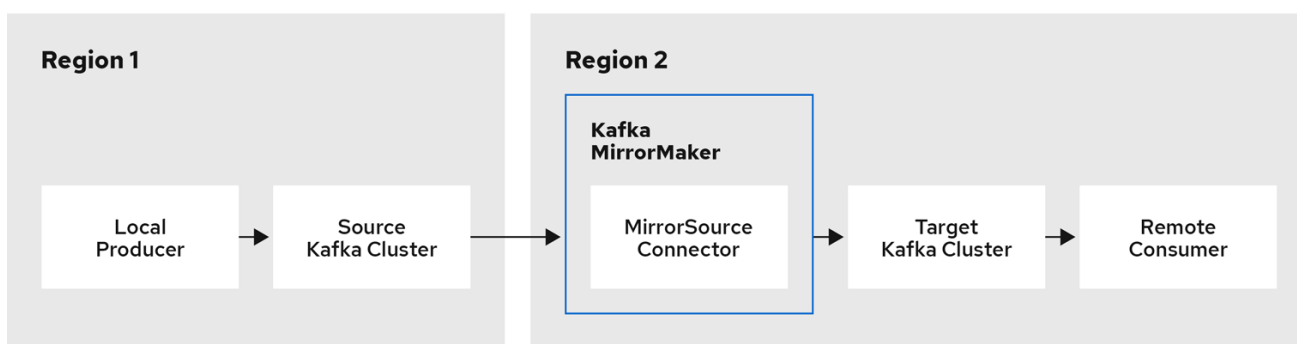 Region 1
Local
Producer
Source
Kafka Cluster
Region 2
Kafka
MirrorMaker
MirrorSource
Connector
Target
Kafka Cluster
Remote
Consumer